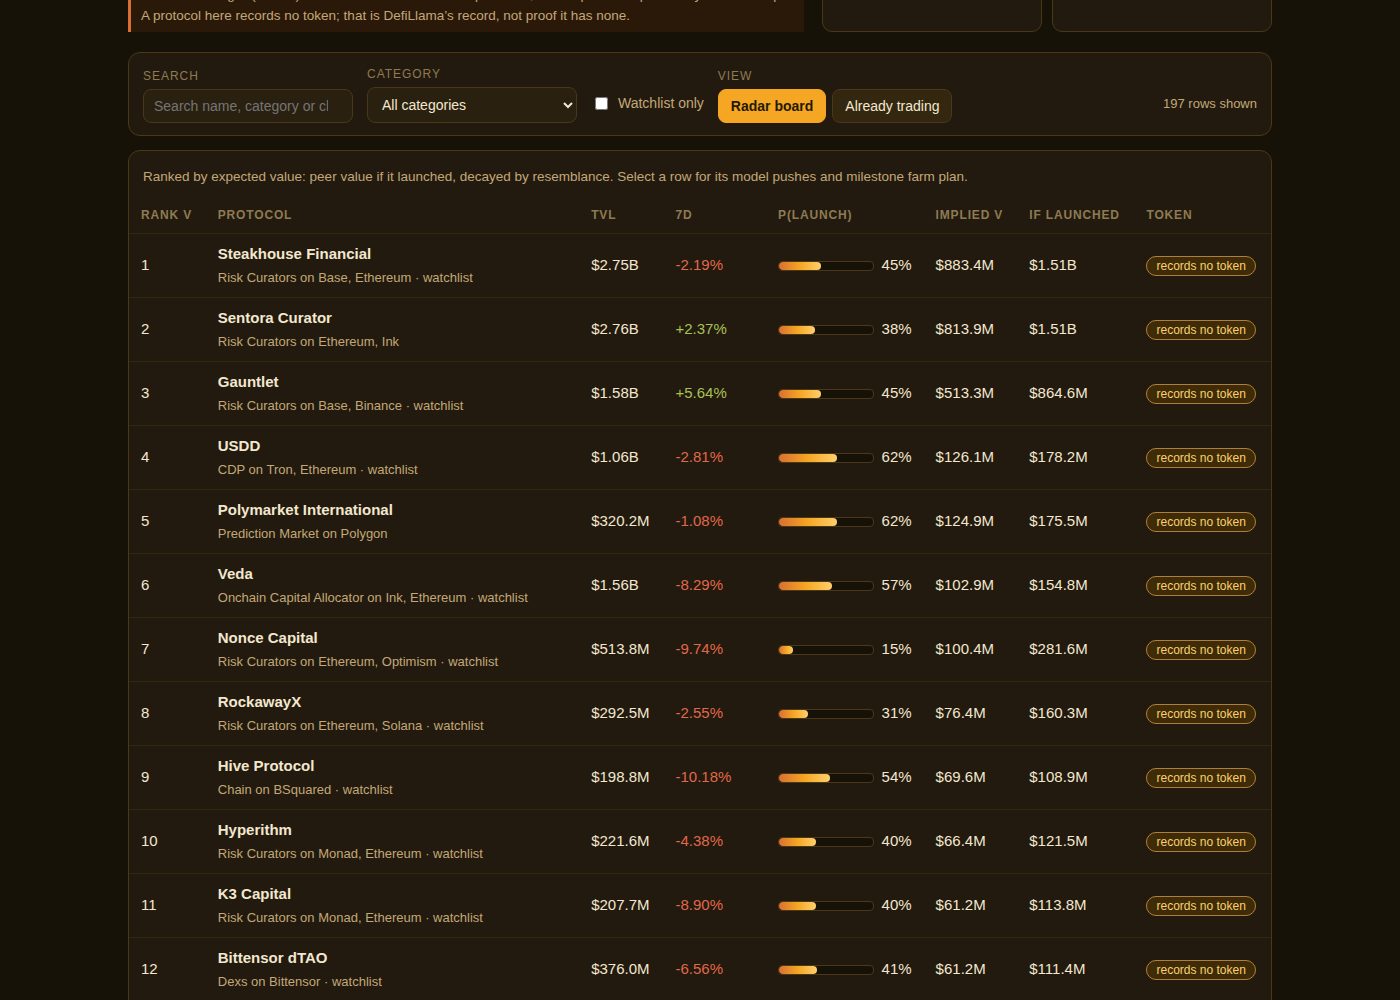 A protocol here records no token; that is DefiLlama's record, not proof it has none.
SEARCH
CATEGORY
VIEW
Search name, category or cl
All categories
Watchlist only
Radar board
Already trading
197 rows shown
Ranked by expected value: peer value if it launched, decayed by resemblance. Select a row for its model pushes and milestone farm plan.
RANK V PROTOCOL TVL 7D P(LAUNCH) IMPLIED V IF LAUNCHED TOKEN
1 Steakhouse Financial $2.75B -2.19% 45% $883.4M $1.51B records no token
Risk Curators on Base, Ethereum · watchlist
2 Sentora Curator $2.76B +2.37% 38% $813.9M $1.51B records no token
Risk Curators on Ethereum, Ink
3 Gauntlet $1.58B +5.64% 45% $513.3M $864.6M records no token
Risk Curators on Base, Binance · watchlist
4 USDD $1.06B -2.81% 62% $126.1M $178.2M records no token
CDP on Tron, Ethereum · watchlist
5 Polymarket International $320.2M -1.08% 62% $124.9M $175.5M records no token
Prediction Market on Polygon
6 Veda $1.56B -8.29% 57% $102.9M $154.8M records no token
Onchain Capital Allocator on Ink, Ethereum · watchlist
7 Nonce Capital $513.8M -9.74% 15% $100.4M $281.6M records no token
Risk Curators on Ethereum, Optimism · watchlist
8 RockawayX $292.5M -2.55% 31% $76.4M $160.3M records no token
Risk Curators on Ethereum, Solana · watchlist
9 Hive Protocol $198.8M -10.18% 54% $69.6M $108.9M records no token
Chain on BSquared · watchlist
10 Hyperithm $221.6M -4.38% 40% $66.4M $121.5M records no token
Risk Curators on Monad, Ethereum · watchlist
11 K3 Capital $207.7M -8.90% 40% $61.2M $113.8M records no token
Risk Curators on Monad, Ethereum · watchlist
12 Bittensor dTAO $376.0M -6.56% 41% $61.2M $111.4M records no token
Dexs on Bittensor · watchlist